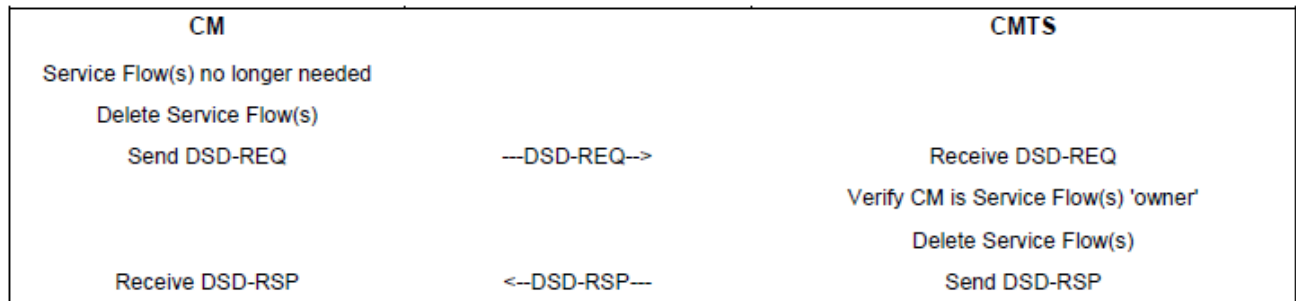 CM CMTS
Service Flow(s) no longer needed
Delete Service Flow(s)
Send DSD-REQ ---DSD-REQ--> Receive DSD-REQ
Verify CM is Service Flow(s) 'owner'
Delete Service Flow(s)
Receive DSD-RSP <--DSD-RSP--- Send DSD-RSP